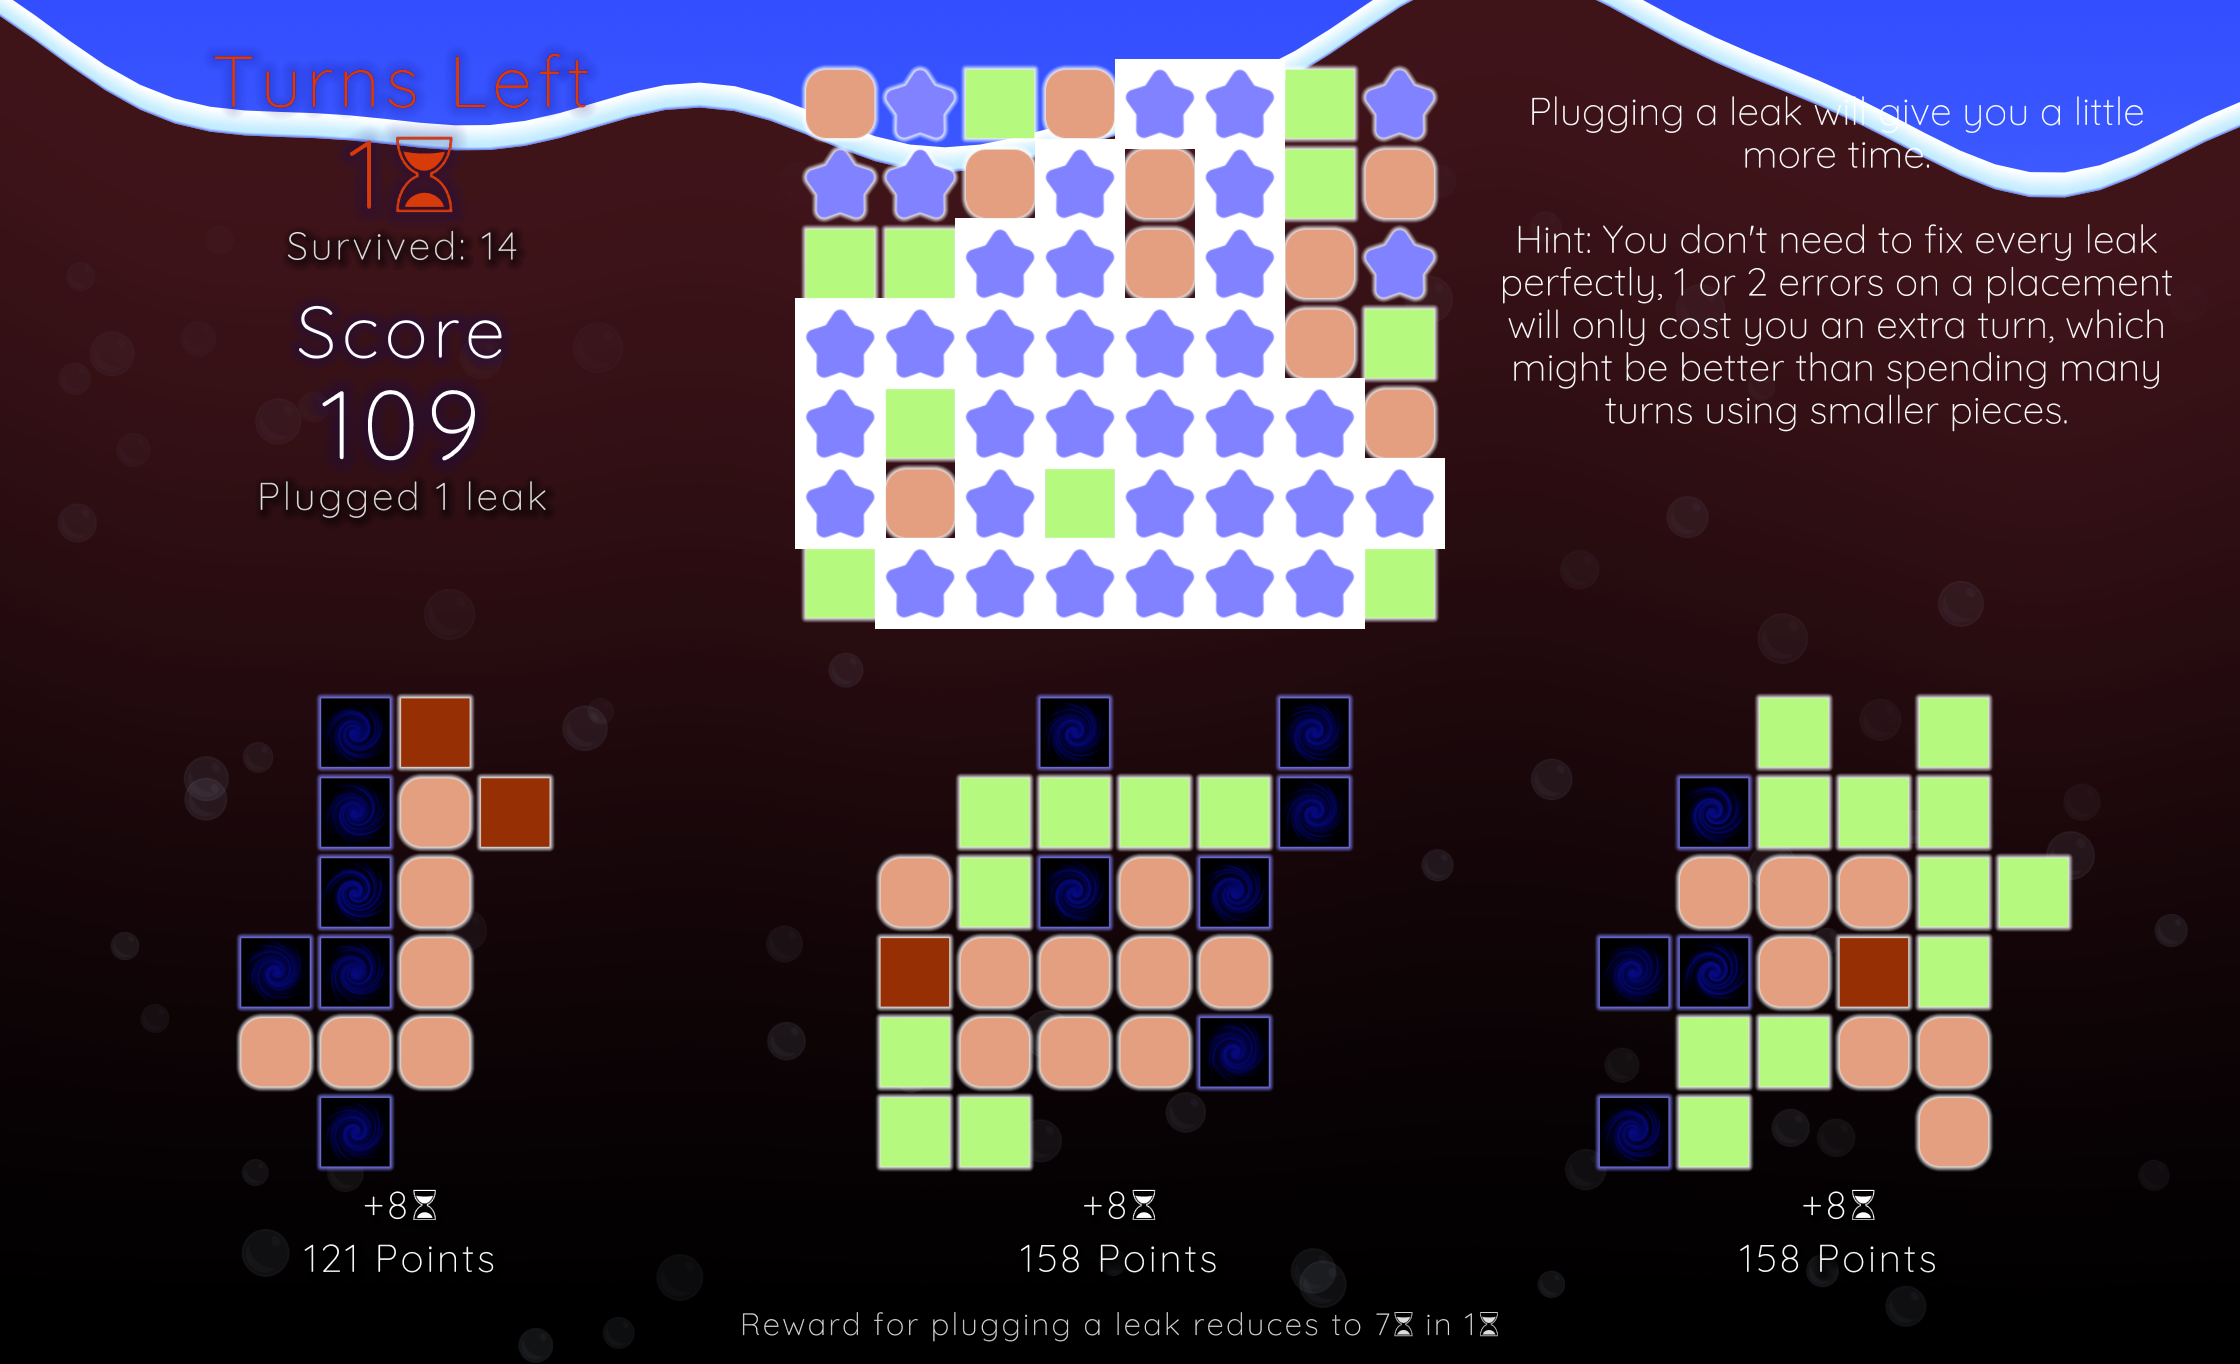 Turns Left
1
Survived: 14
Score
109
Plugged 1 leak
Plugging a leak will give you a little
more time.
Hint: You don't need to fix every leak
perfectly, 1 or 2 errors on a placement
will only cost you an extra turn, which
might be better than spending many
turns using smaller pieces.
+8
121 Points
+8
158 Points
+8
158 Points
Reward for plugging a leak reduces to 7 in 1